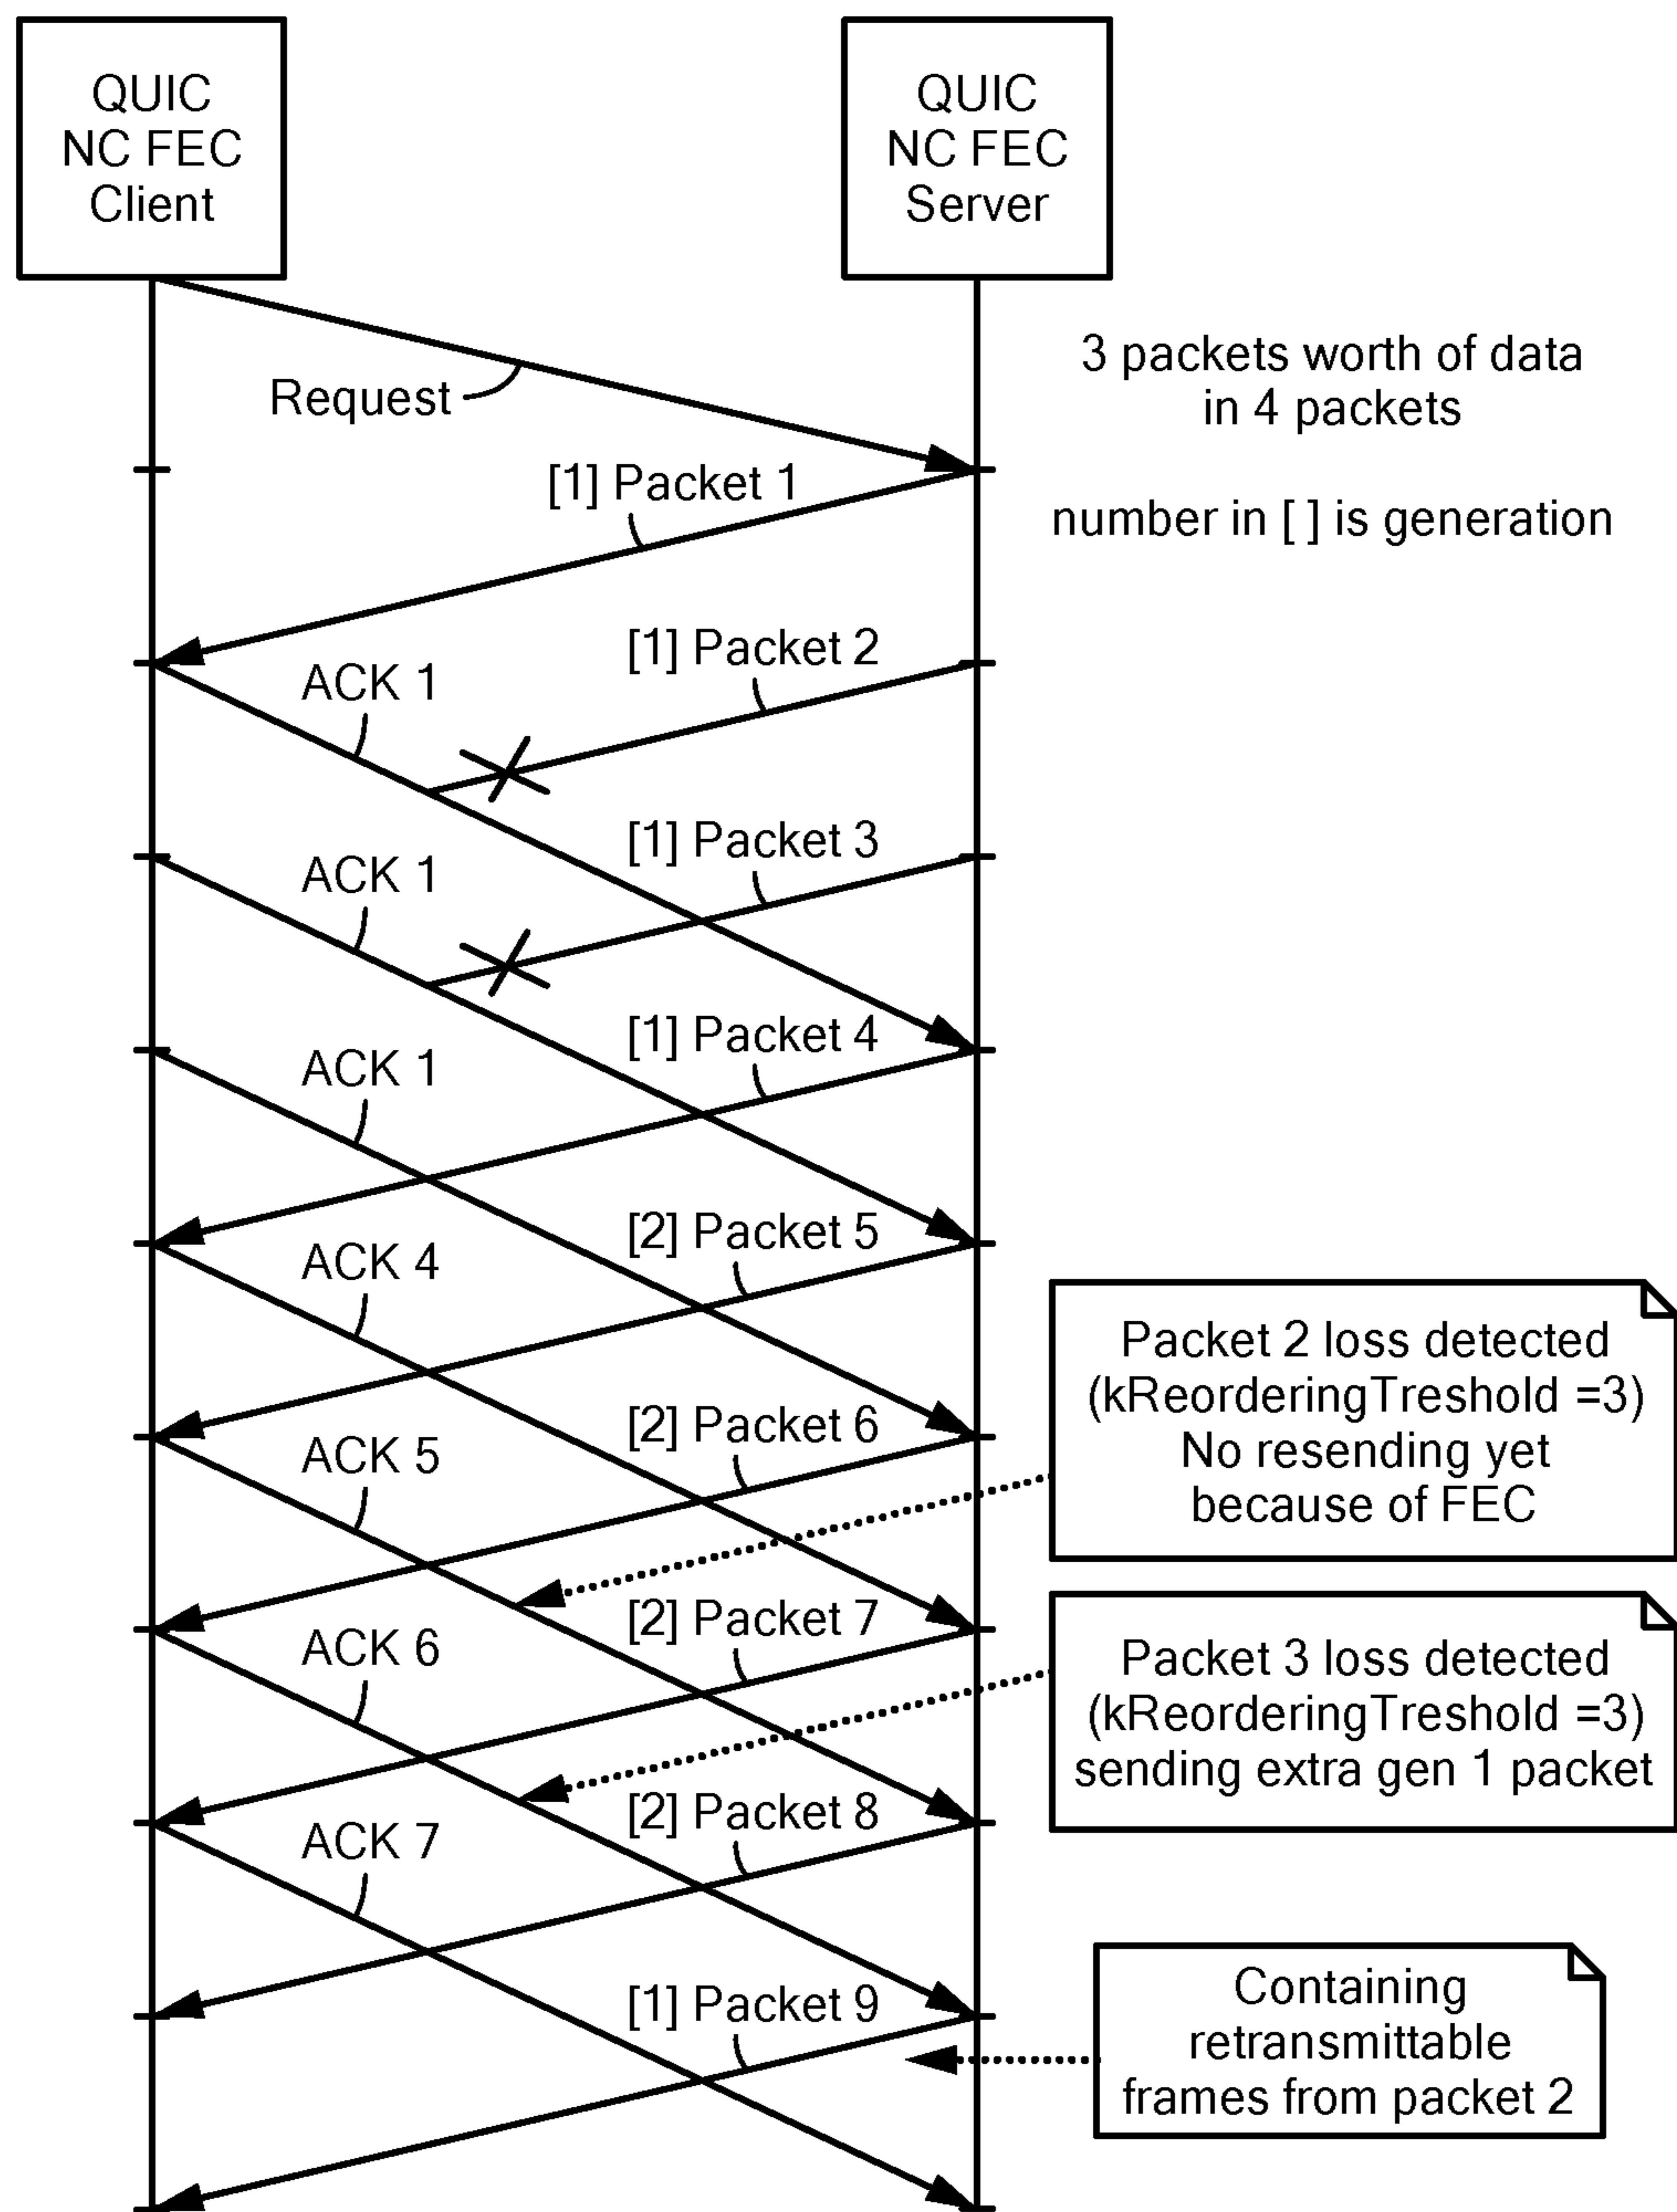 QUIC
NC FEC
Client
QUIC
NC FEC
Server
3 packets worth of data
in 4 packets
Request
[1] Packet 1
number in [ ] is generation
[1] Packet 2
ACK 1
[1] Packet 3
ACK 1
[1] Packet 4
ACK 1
[2] Packet 5
ACK 4
Packet 2 loss detected
(kReorderingTreshold =3)
No resending yet
because of FEC
[2] Packet 6
ACK 5
[2] Packet 7
ACK 6
Packet 3 loss detected
(kReorderingTreshold =3)
sending extra gen 1 packet
[2] Packet 8
ACK 7
[1] Packet 9
Containing
retransmittable
frames from packet 2